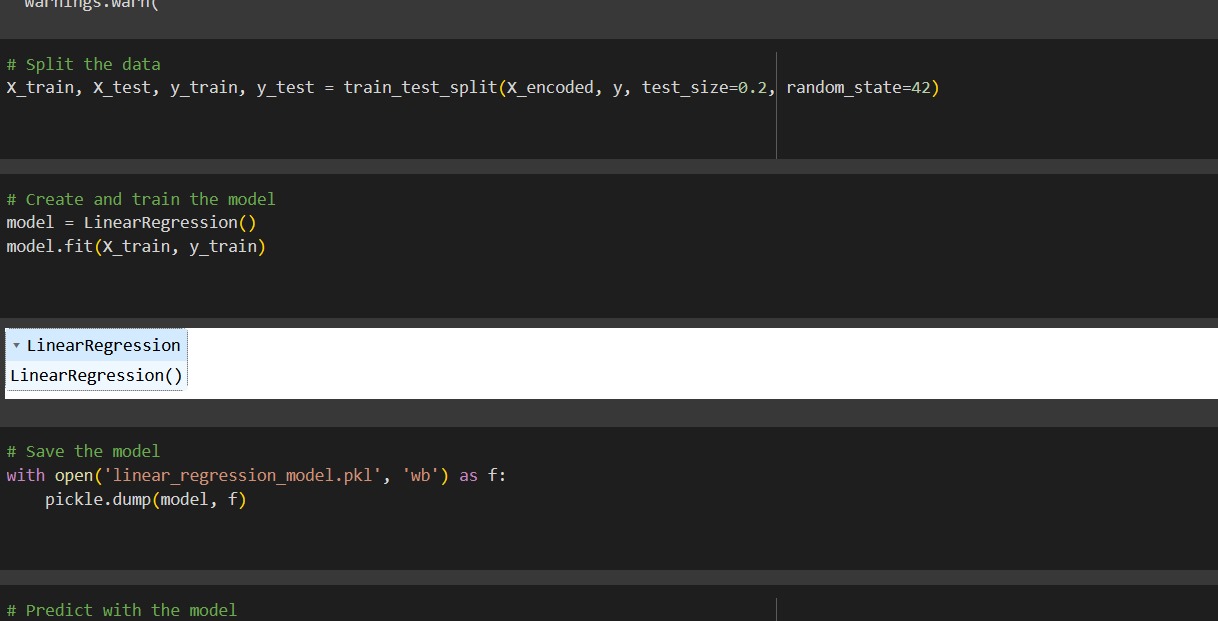 warnings.warn(
# Split the data
X_train, X_test, y_train, y_test = train_test_split(X_encoded, y, test_size=0.2, random_state=42)
# Create and train the model
model = LinearRegression()
model.fit(X_train, y_train)
▾ LinearRegression
LinearRegression()
# Save the model
with open('linear_regression_model.pkl', 'wb') as f:
    pickle.dump(model, f)
# Predict with the model